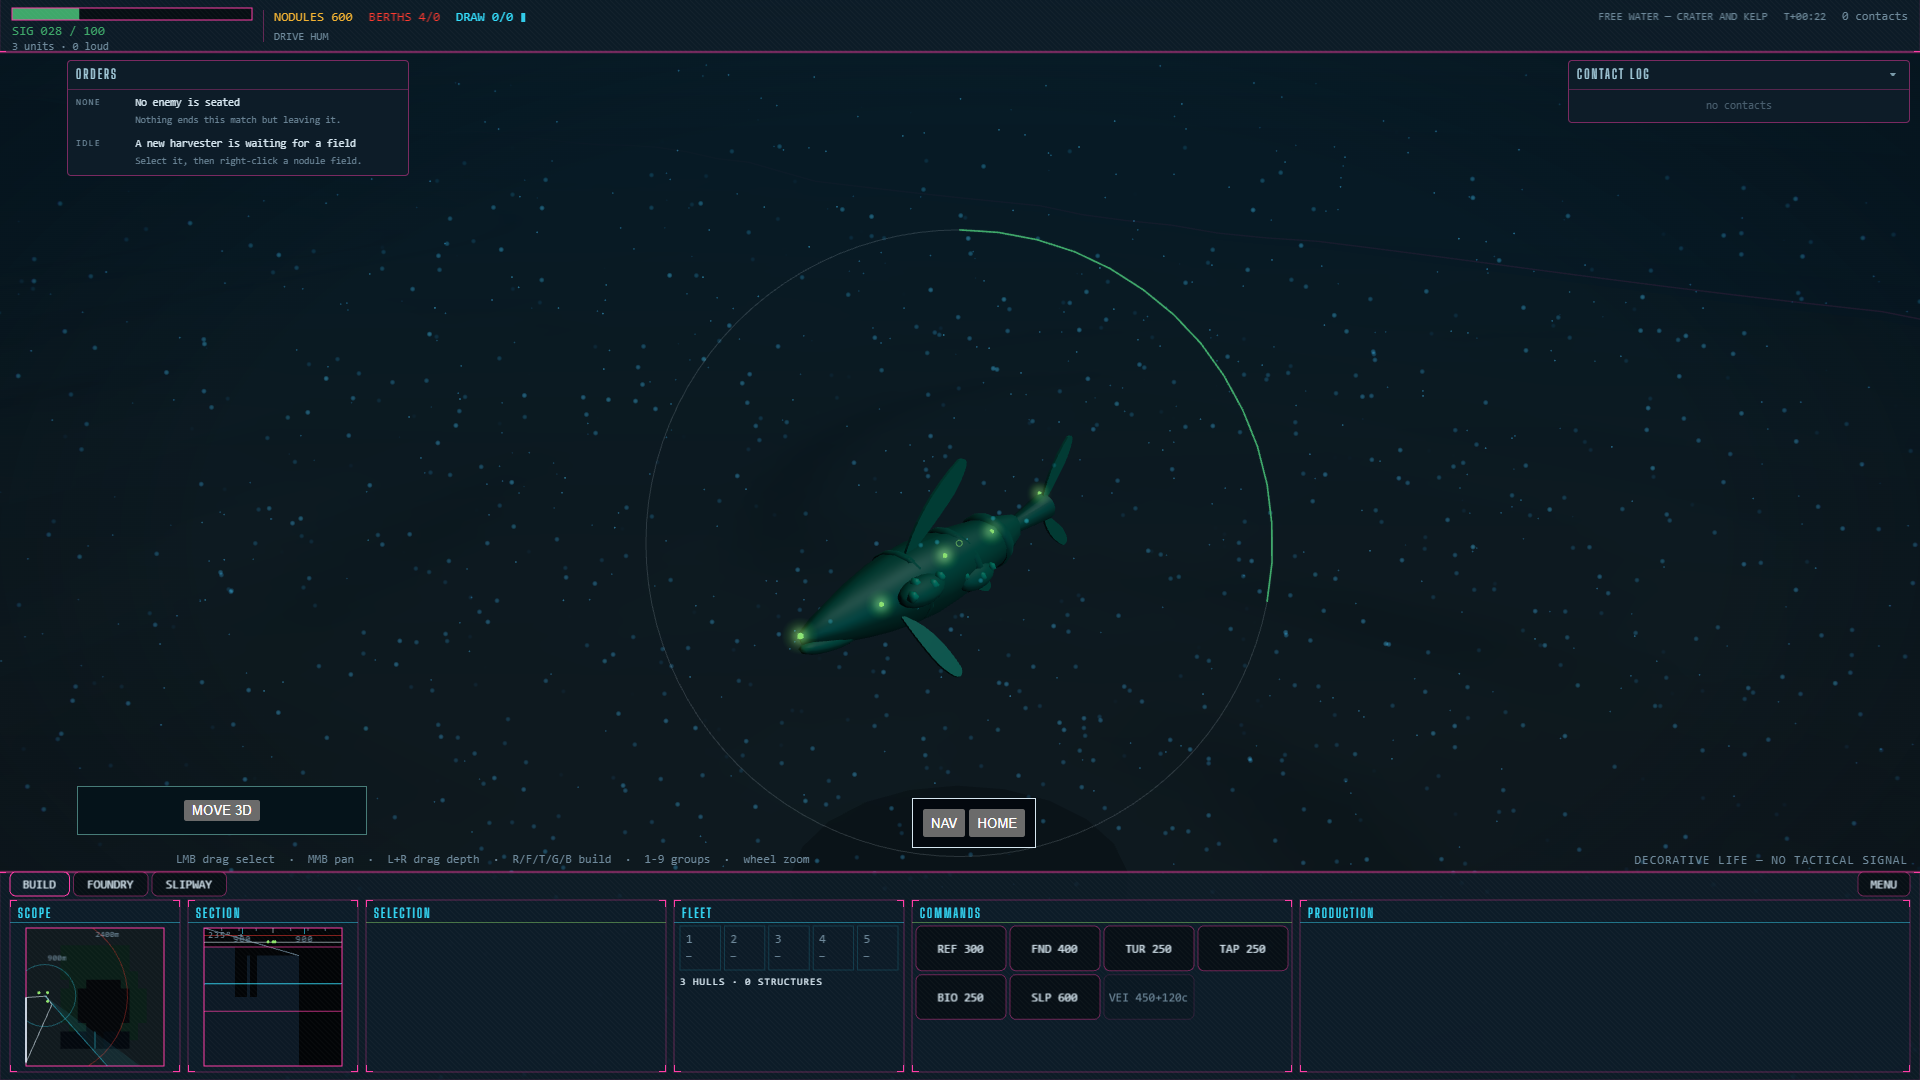 SIG 028 / 100
3 units · 0 loud
NODULES 600 BERTHS 4/0 DRAW 0/0
DRIVE HUM
FREE WATER — CRATER AND KELP T+00:22 0 contacts
ORDERS
NONE No enemy is seated
Nothing ends this match but leaving it.
IDLE A new harvester is waiting for a field
Select it, then right-click a nodule field.
CONTACT LOG
no contacts
MOVE 3D
NAV HOME
LMB drag select · MMB pan · L+R drag depth · R/F/T/G/B build · 1-9 groups · wheel zoom
DECORATIVE LIFE — NO TACTICAL SIGNAL
BUILD FOUNDRY SLIPWAY
MENU
SCOPE
2400m
900m
SECTION
235°
900 900
SELECTION
FLEET
1 2 3 4 5
— — — — —
3 HULLS · 0 STRUCTURES
COMMANDS
REF 300 FND 400 TUR 250 TAP 250
BIO 250 SLP 600 VEI 450+120c
PRODUCTION